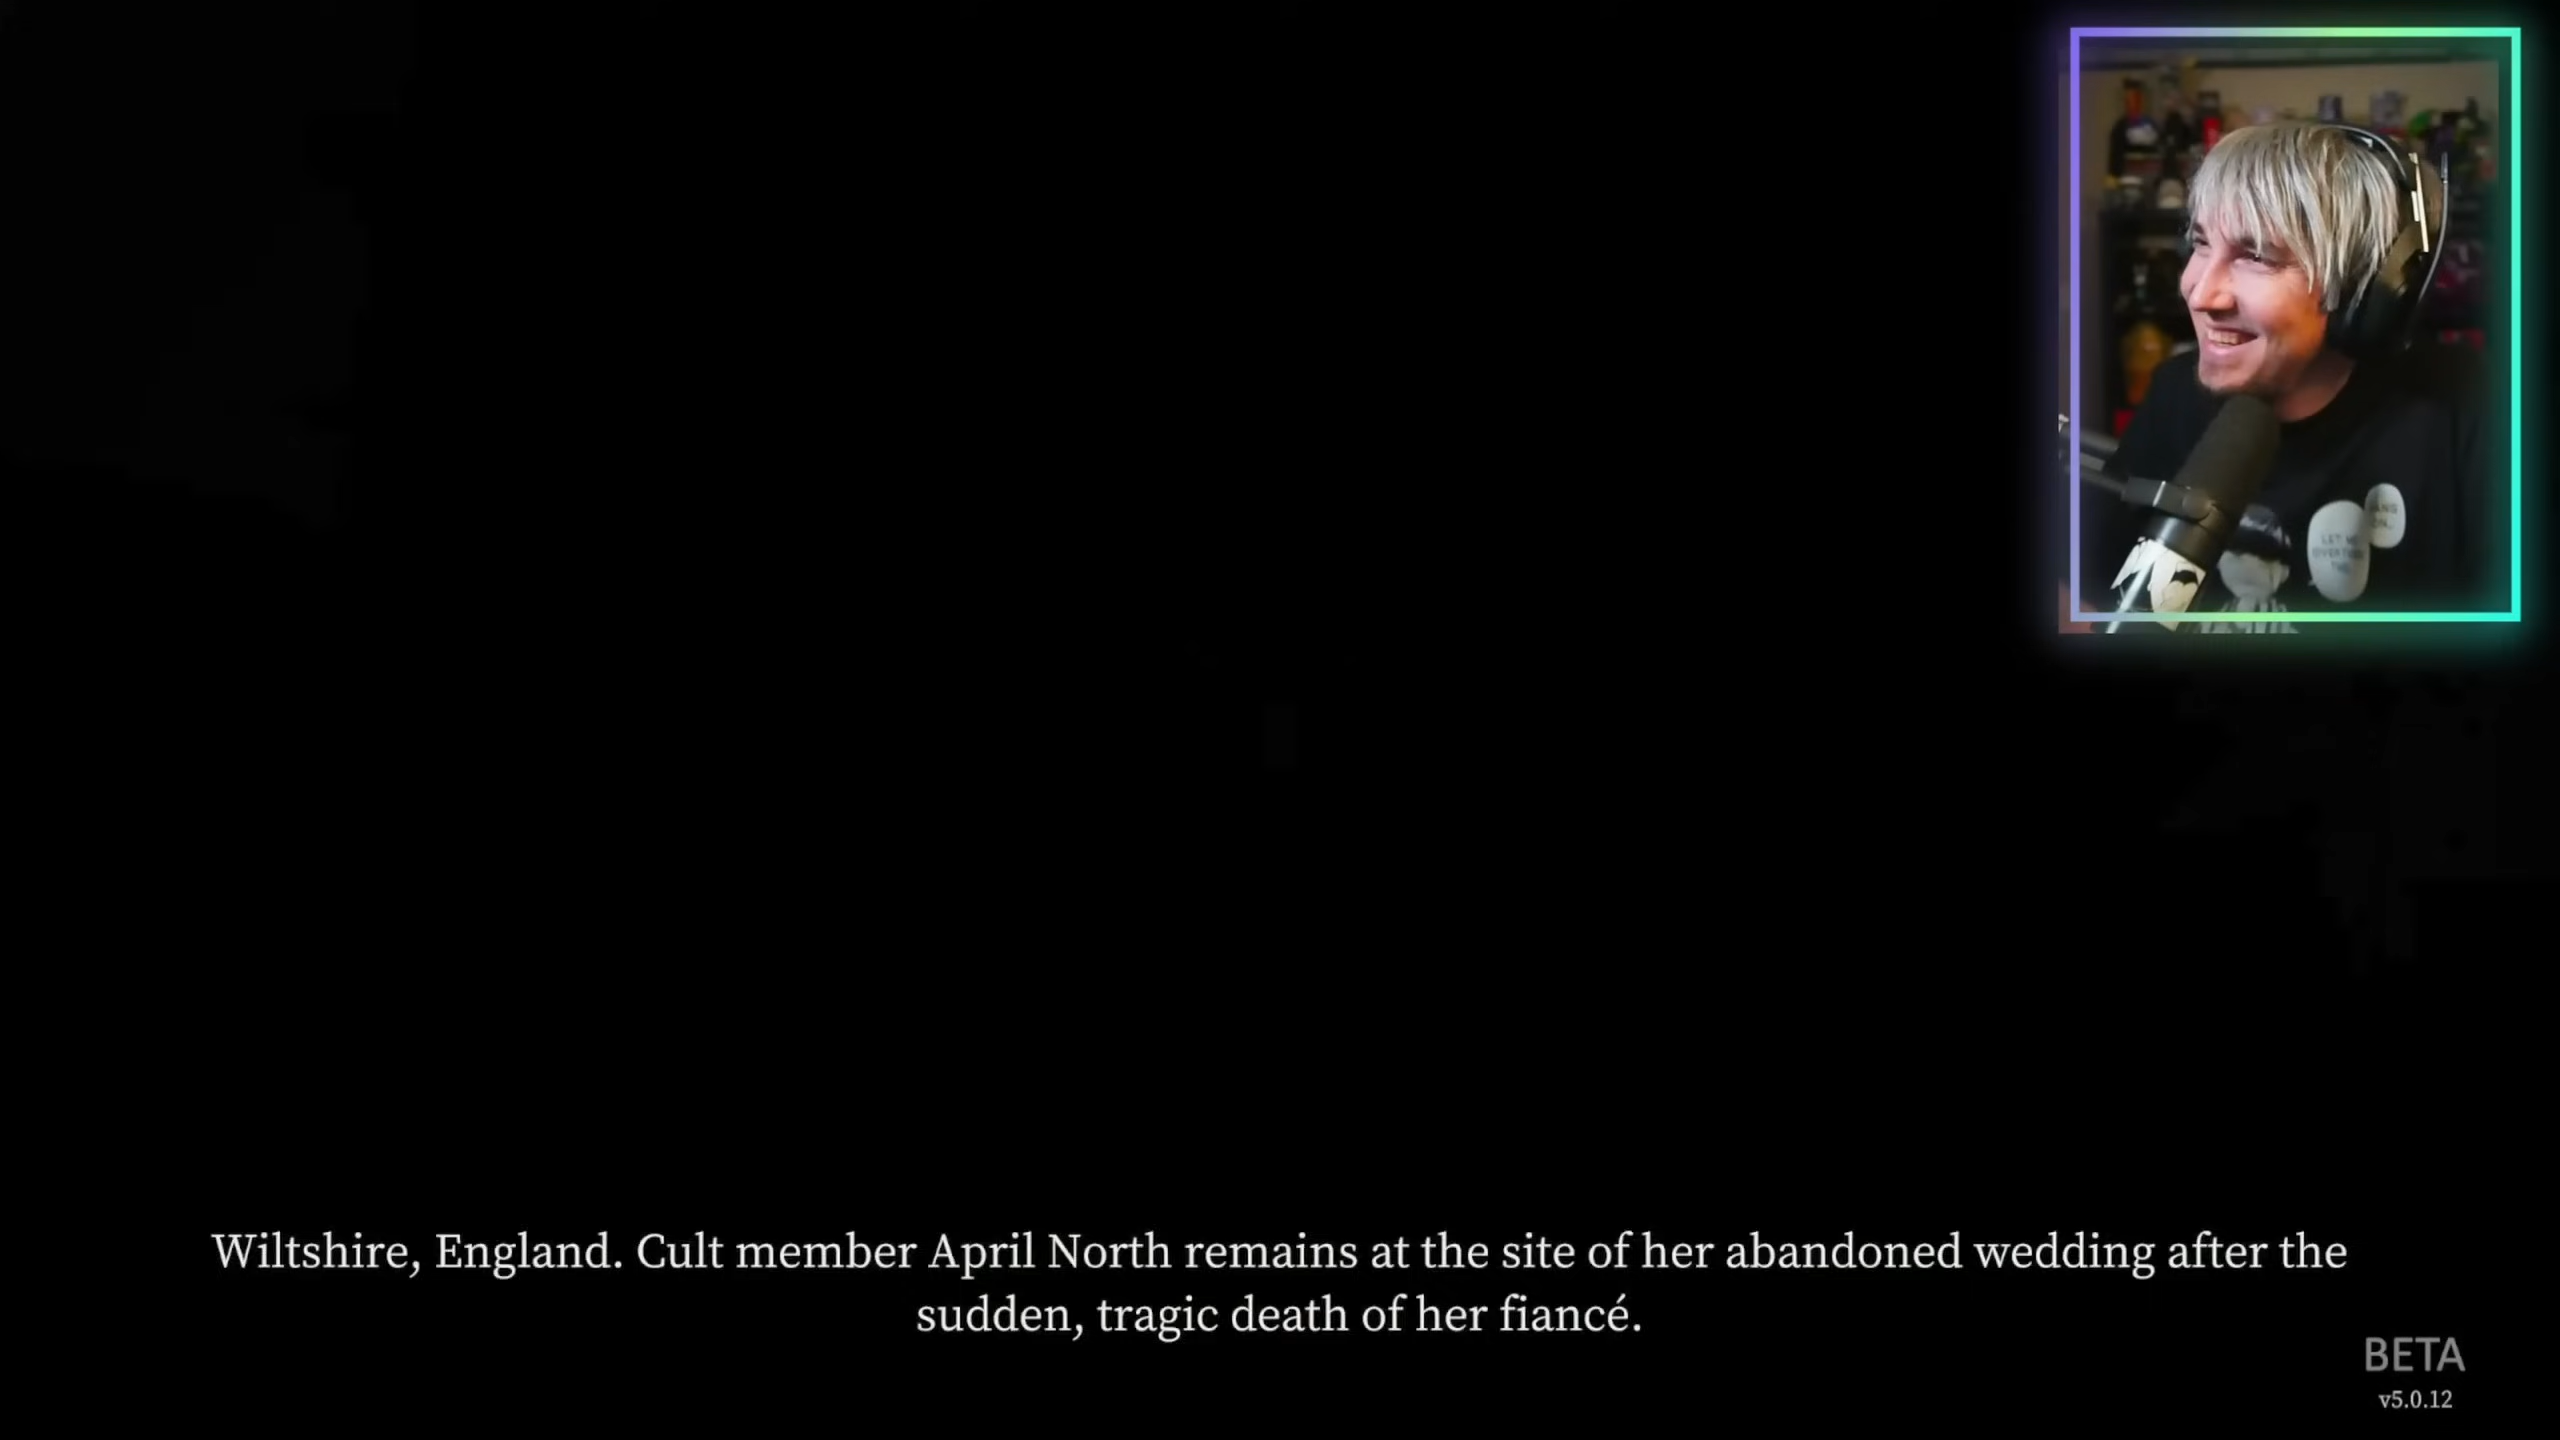 Wiltshire, England. Cult member April North remains at the site of her abandoned wedding after the
sudden, tragic death of her fiancé.
BETA
v5.0.12